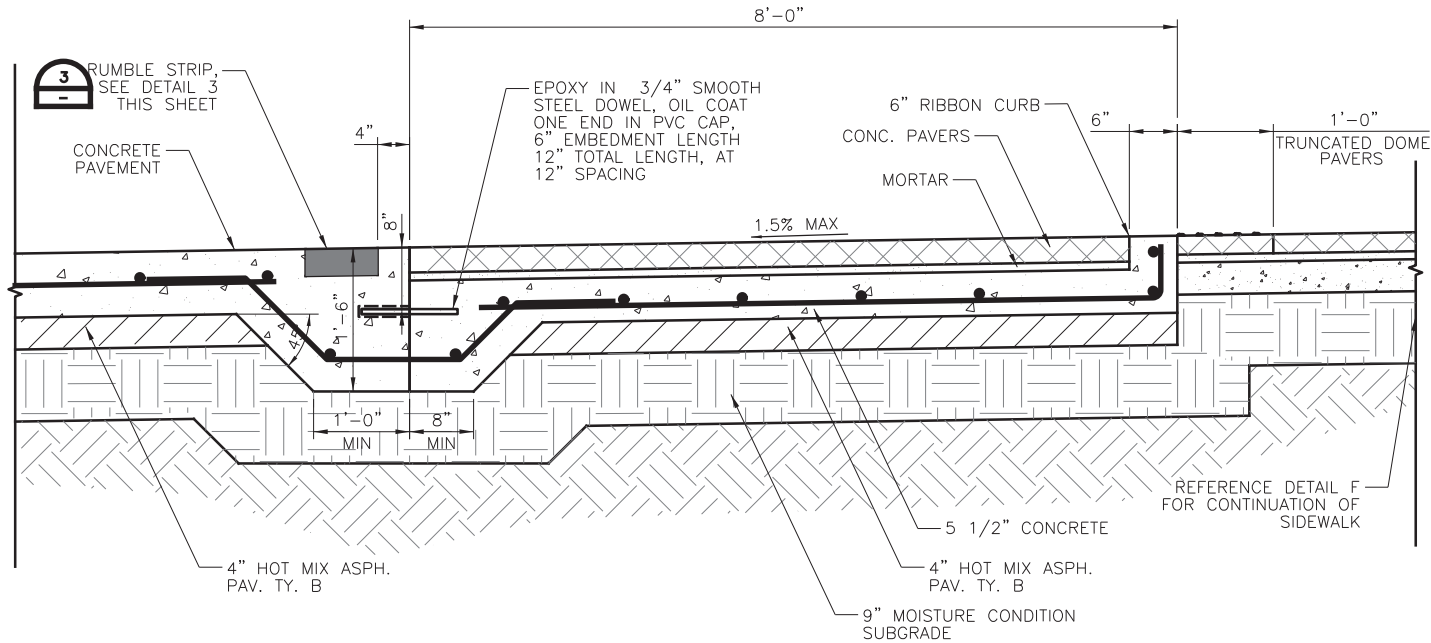 8'-0"
3
-
RUMBLE STRIP,
SEE DETAIL 3
THIS SHEET
CONCRETE
PAVEMENT
4"
8"
EPOXY IN 3/4" SMOOTH
STEEL DOWEL, OIL COAT
ONE END IN PVC CAP,
6" EMBEDMENT LENGTH
12" TOTAL LENGTH, AT
12" SPACING
6" RIBBON CURB
CONC. PAVERS
MORTAR
6"
1'-0"
TRUNCATED DOME
PAVERS
1.5% MAX
1'-6"
1'-0"
MIN
8"
MIN
REFERENCE DETAIL F
FOR CONTINUATION OF
SIDEWALK
5 1/2" CONCRETE
4" HOT MIX ASPH.
PAV. TY. B
4" HOT MIX ASPH.
PAV. TY. B
9" MOISTURE CONDITION
SUBGRADE